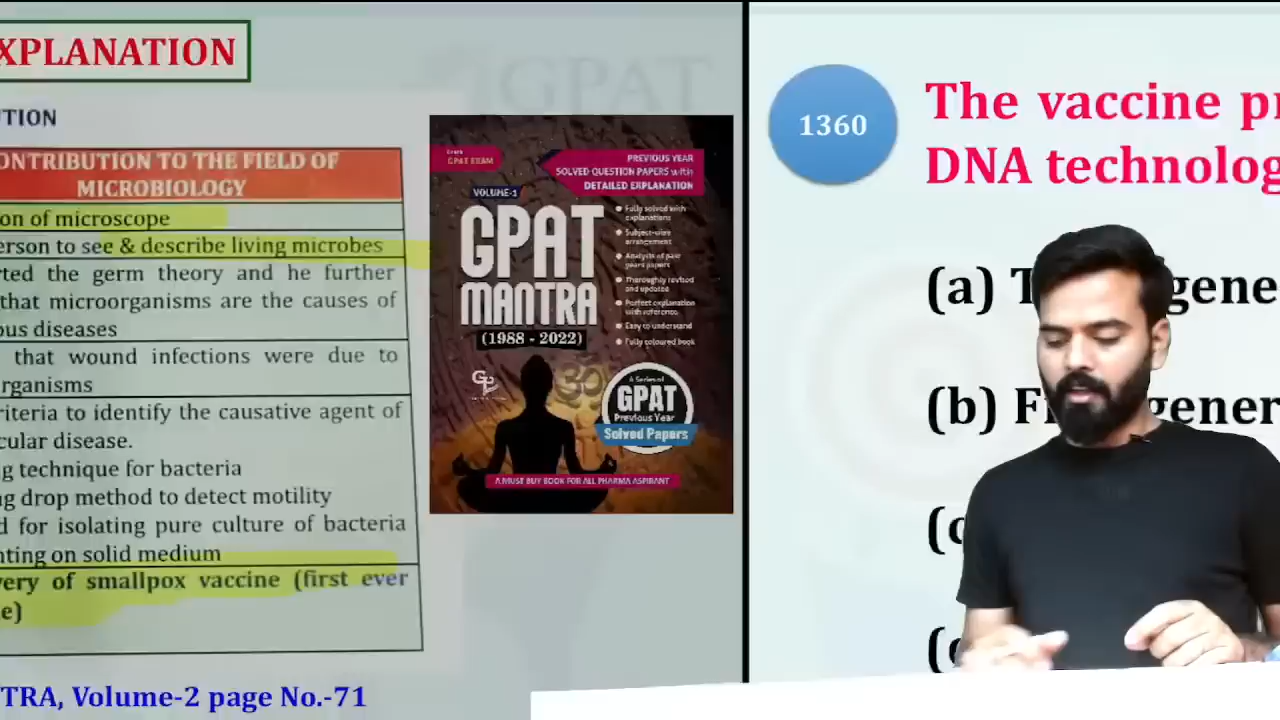 XPLANATION
GPAT
TION
ONTRIBUTION TO THE FIELD OF
MICROBIOLOGY
on of microscope
erson to see & describe living microbes
rted the germ theory and he further
that microorganisms are the causes of
ous diseases
that wound infections were due to
rganisms
riteria to identify the causative agent of
cular disease.
ng technique for bacteria
ng drop method to detect motility
d for isolating pure culture of bacteria
nting on solid medium
very of smallpox vaccine (first ever
e)
TRA, Volume-2 page No.-71
GPAT EXAM
PREVIOUS YEAR
SOLVED QUESTION PAPERS with
DETAILED EXPLANATION
VOLUME-1
GPAT
MANTRA
(1988 - 2022)
Fully solved with
explanations
Subject-wise
arrangement
Analysis of past
years papers
Thoroughly revised
and updated
Perfect explanation
with reference
Easy to understand
Fully coloured book
GP
A Series of
GPAT
Previous Year
Solved Papers
A MUST BUY BOOK FOR ALL PHARMA ASPIRANT
1360
The vaccine pr
DNA technolog
(a) T gene
(b) Fi gener
(
(